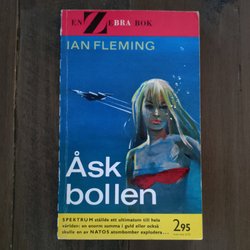 EN ZEBRA BOK
IAN FLEMING
Åsk
bollen
SPEKTRUM ställde ett ultimatum till hela
världen: en enorm summa i guld eller också
skulle en av NATOS atombomber explodera...
2.95